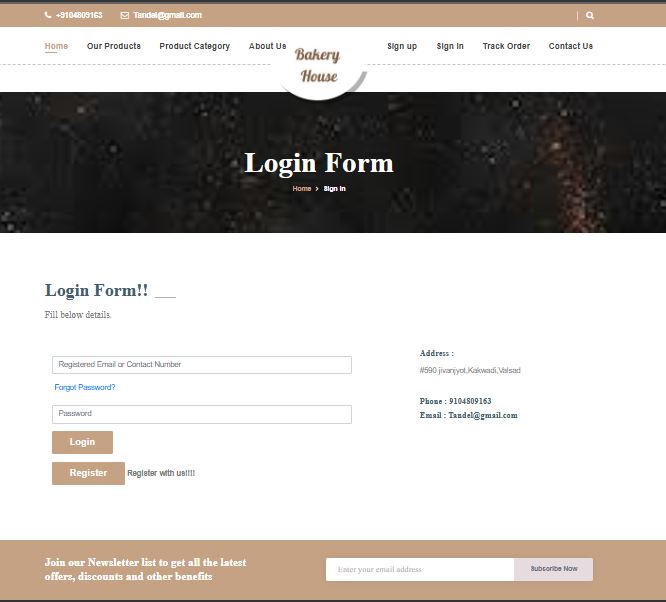 +9104809163 Tandel@gmail.com
Home Our Products Product Category About Us Bakery House Sign up Sign In Track Order Contact Us
Login Form
Home > Sign In
Login Form!!
Fill below details.
Registered Email or Contact Number
Forgot Password?
Password
Login
Register Register with us!!!!
Address :
#590 jivanjyot,Kakwadi,Valsad
Phone : 9104809163
Email : Tandel@gmail.com
Join our Newsletter list to get all the latest
offers, discounts and other benefits
Enter your email address Subscribe Now